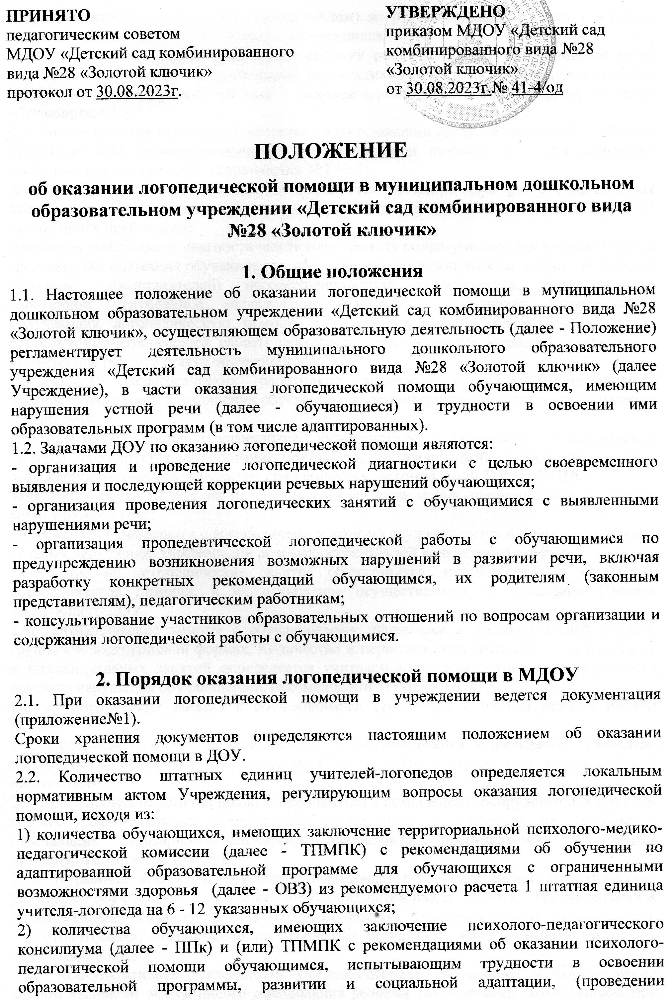 ПРИНЯТО
педагогическим советом
МДОУ «Детский сад комбинированного
вида №28 «Золотой ключик»
протокол от 30.08.2023г.
УТВЕРЖДЕНО
приказом МДОУ «Детский сад
комбинированного вида №28
«Золотой ключик»
от 30.08.2023г.№ 41-4/од
ПОЛОЖЕНИЕ
об оказании логопедической помощи в муниципальном дошкольном
образовательном учреждении «Детский сад комбинированного вида
№28 «Золотой ключик»
1. Общие положения
1.1. Настоящее положение об оказании логопедической помощи в муниципальном
дошкольном образовательном учреждении «Детский сад комбинированного вида №28
«Золотой ключик», осуществляющем образовательную деятельность (далее - Положение)
регламентирует деятельность муниципального дошкольного образовательного
учреждения «Детский сад комбинированного вида №28 «Золотой ключик» (далее
Учреждение), в части оказания логопедической помощи обучающимся, имеющим
нарушения устной речи (далее - обучающиеся) и трудности в освоении ими
образовательных программ (в том числе адаптированных).
1.2. Задачами ДОУ по оказанию логопедической помощи являются:
- организация и проведение логопедической диагностики с целью своевременного
выявления и последующей коррекции речевых нарушений обучающихся;
- организация проведения логопедических занятий с обучающимися с выявленными
нарушениями речи;
- организация пропедевтической логопедической работы с обучающимися по
предупреждению возникновения возможных нарушений в развитии речи, включая
разработку конкретных рекомендаций обучающимся, их родителям (законным
представителям), педагогическим работникам;
- консультирование участников образовательных отношений по вопросам организации и
содержания логопедической работы с обучающимися.
2. Порядок оказания логопедической помощи в МДОУ
2.1. При оказании логопедической помощи в учреждении ведется документация
(приложение№1).
Сроки хранения документов определяются настоящим положением об оказании
логопедической помощи в ДОУ.
2.2. Количество штатных единиц учителей-логопедов определяется локальным
нормативным актом Учреждения, регулирующим вопросы оказания логопедической
помощи, исходя из:
1) количества обучающихся, имеющих заключение территориальной психолого-медико-
педагогической комиссии (далее - ТПМПК) с рекомендациями об обучении по
адаптированной образовательной программе для обучающихся с ограниченными
возможностями здоровья (далее - ОВЗ) из рекомендуемого расчета 1 штатная единица
учителя-логопеда на 6 - 12 указанных обучающихся;
2) количества обучающихся, имеющих заключение психолого-педагогического
консилиума (далее - ППк) и (или) ТПМПК с рекомендациями об оказании психолого-
педагогической помощи обучающимся, испытывающим трудности в освоении
образовательной программы, развитии и социальной адаптации, (проведении